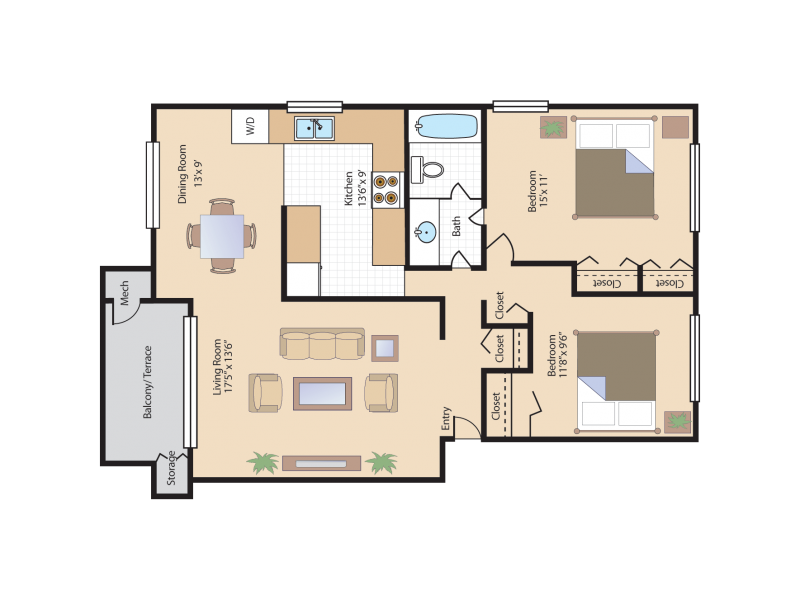 W/D
Dining Room
13'x 9'
Kitchen
13'6"x 9'
Bath
Bedroom
15'x 11'
Closet
Closet
Mech
Balcony/Terrace
Storage
Living Room
17'5"x 13'6"
Entry
Closet
Closet
Closet
Bedroom
11'8"x 9'6"